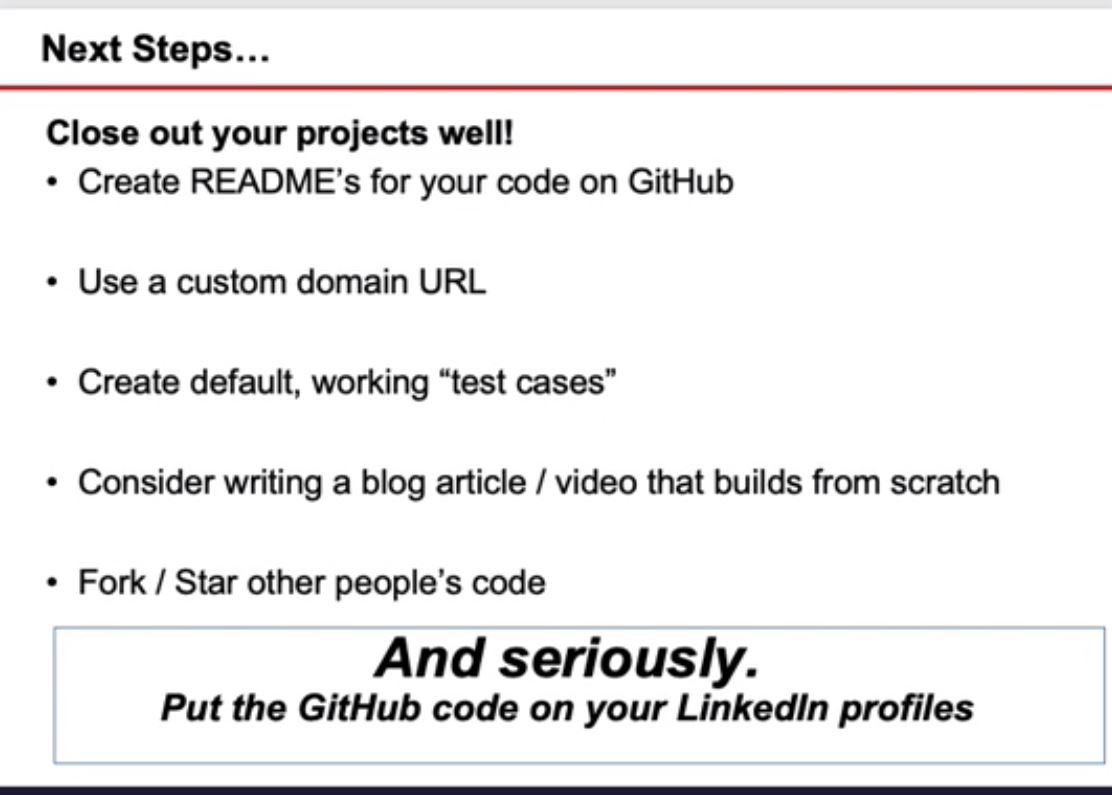 Next Steps...
Close out your projects well!
• Create README's for your code on GitHub
• Use a custom domain URL
• Create default, working “test cases”
• Consider writing a blog article / video that builds from scratch
• Fork / Star other people's code
And seriously.
Put the GitHub code on your LinkedIn profiles